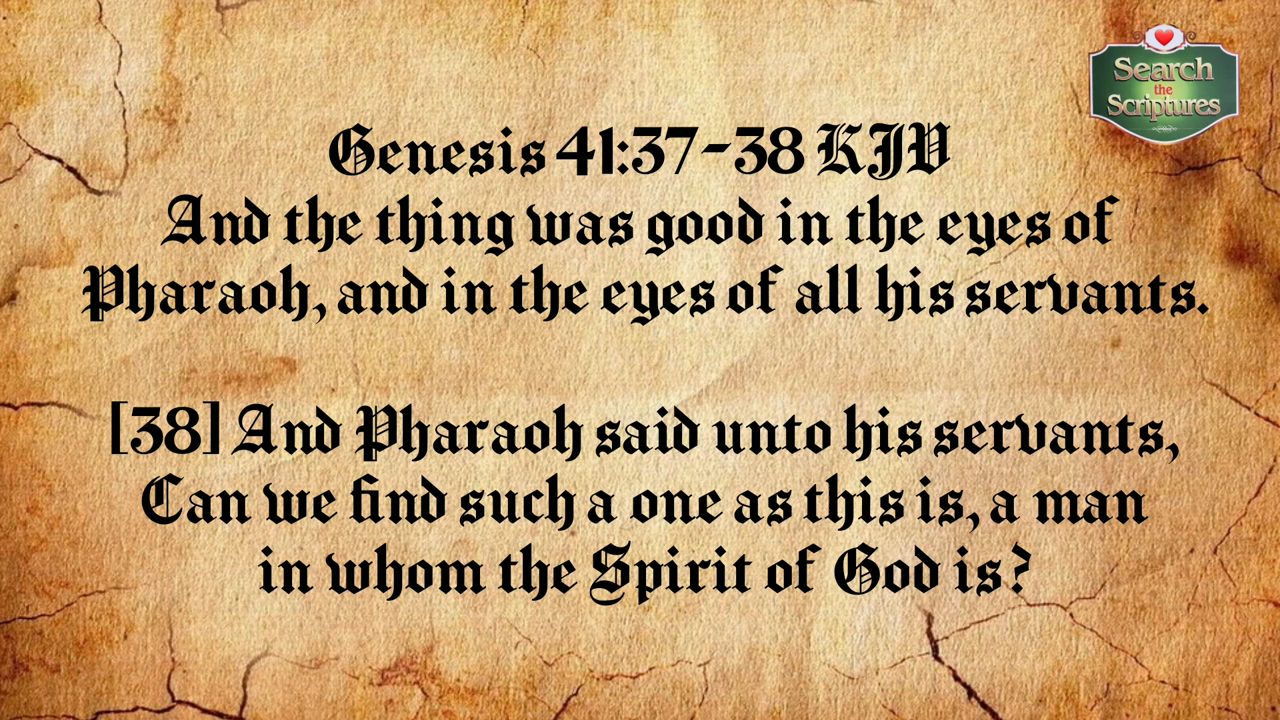 Search
the
Scriptures
Genesis 41:37-38 KJV
And the thing was good in the eyes of
Pharaoh, and in the eyes of all his servants.
[38] And Pharaoh said unto his servants,
Can we find such a one as this is, a man
in whom the Spirit of God is?